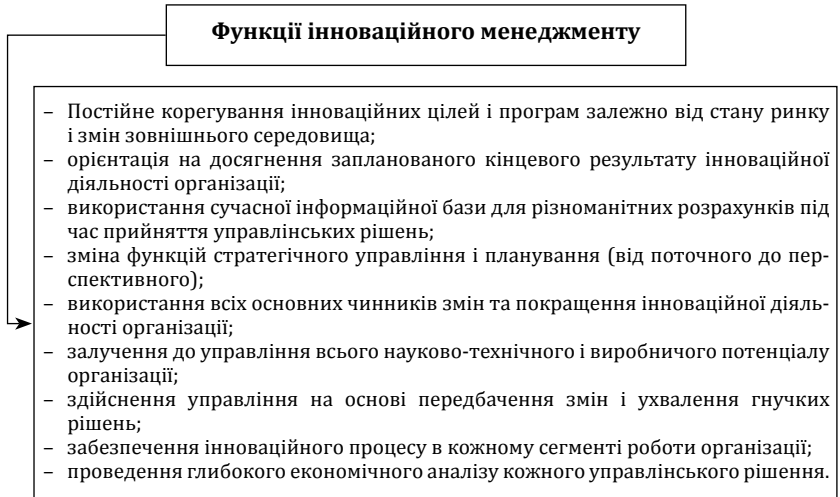 Функції інноваційного менеджменту
– Постійне корегування інноваційних цілей і програм залежно від стану ринку
і змін зовнішнього середовища;
– орієнтація на досягнення запланованого кінцевого результату інноваційної
діяльності організації;
– використання сучасної інформаційної бази для різноманітних розрахунків під
час прийняття управлінських рішень;
– зміна функцій стратегічного управління і планування (від поточного до пер-
спективного);
– використання всіх основних чинників змін та покращення інноваційної діяль-
ності організації;
– залучення до управління всього науково-технічного і виробничого потенціалу
організації;
– здійснення управління на основі передбачення змін і ухвалення гнучких
рішень;
– забезпечення інноваційного процесу в кожному сегменті роботи організації;
– проведення глибокого економічного аналізу кожного управлінського рішення.